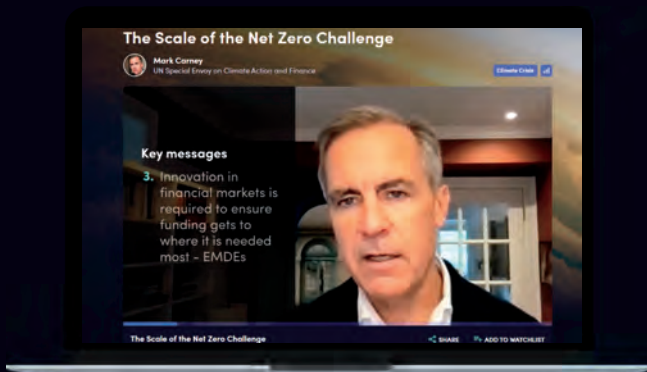 The Scale of the Net Zero Challenge
Mark Carney
UN Special Envoy on Climate Action and Finance
Climate Crisis
Key messages
3. Innovation in
financial markets is
required to ensure
funding gets to
where it is needed
most - EMDEs
The Scale of the Net Zero Challenge
SHARE
ADD TO WATCHLIST